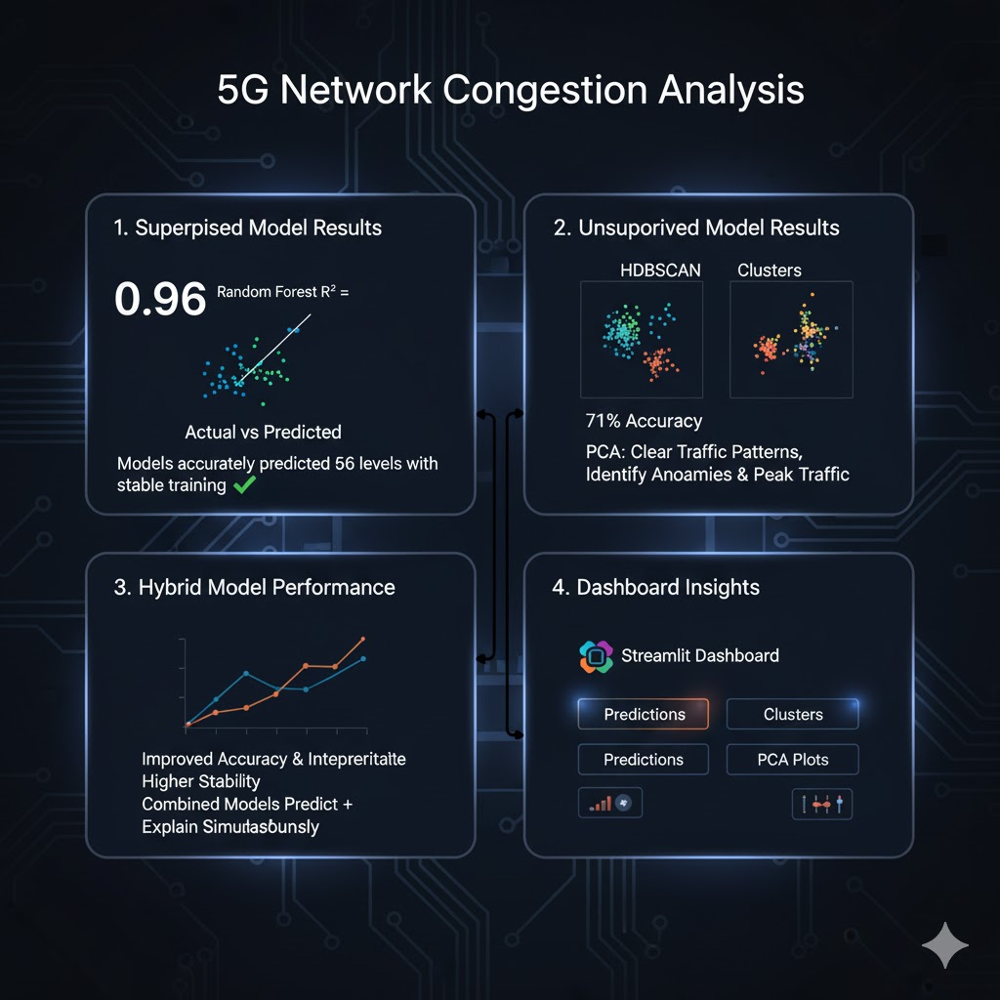 5G Network Congestion Analysis
1. Superpised Model Results
0.96 Random Forest R² =
Actual vs Predicted
Models accurately predicted 56 levels with
stable training
2. Unsuporived Model Results
HDBSCAN Clusters
71% Accuracy
PCA: Clear Traffic Patterns,
Identify Anoamies & Peak Traffic
3. Hybrid Model Performance
Improved Accuracy & Intepreritaite
Higher Stability
Combined Models Predict +
Explain Simurlasbunsly
4. Dashboard Insights
Streamlit Dashboard
Predictions Clusters
Predictions PCA Plots